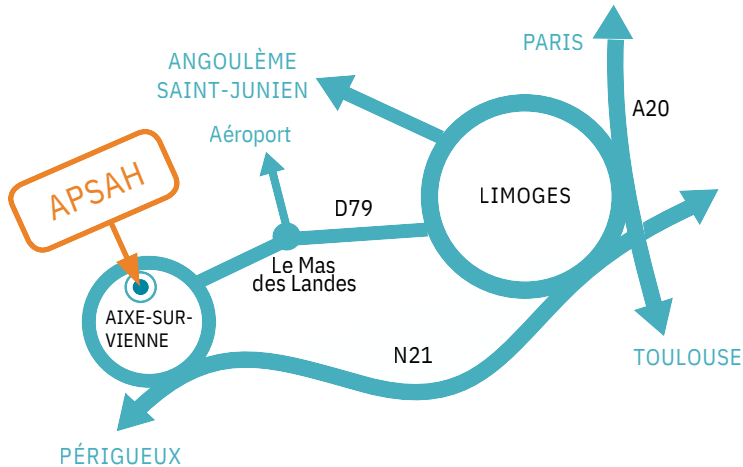 PARIS
ANGOULÈME
SAINT-JUNIEN
A20
Aéroport
APSAH
LIMOGES
D79
Le Mas
des Landes
AIXE-SUR-
VIENNE
N21
TOULOUSE
PÉRIGUEUX